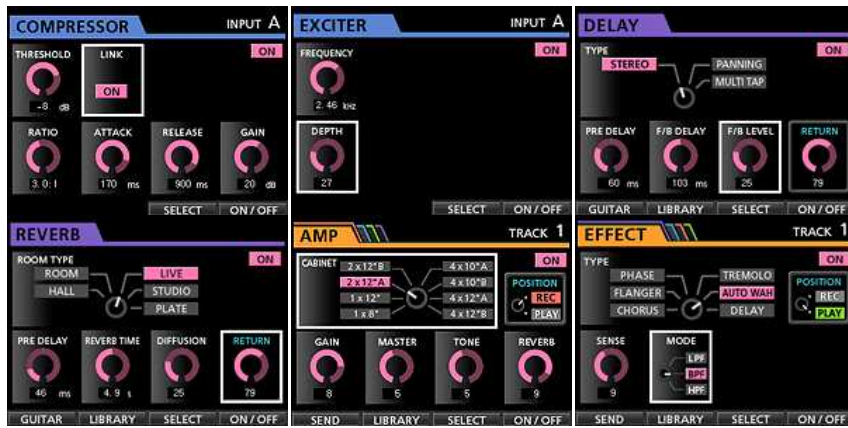 COMPRESSOR INPUT A
ON
THRESHOLD LINK
-8 dB ON
RATIO ATTACK RELEASE GAIN
3.0:1 170 ms 900 ms 20 dB
SELECT ON/OFF
EXCITER INPUT A
ON
FREQUENCY
2.46 kHz
DEPTH
27
SELECT ON/OFF
DELAY
TYPE ON
STEREO PANNING
MULTI TAP
PRE DELAY F/B DELAY F/B LEVEL RETURN
60 ms 103 ms 25 79
GUITAR LIBRARY SELECT ON/OFF
REVERB
ROOM TYPE ON
ROOM LIVE
HALL STUDIO
PLATE
PRE DELAY REVERB TIME DIFFUSION RETURN
46 ms 4.9 s 25 79
GUITAR LIBRARY SELECT ON/OFF
AMP TRACK 1
ON
CABINET 2x12"B 4x10"A
2x12"A 4x10"B POSITION
1x12" 4x12"A REC
1x8" 4x12"B PLAY
GAIN MASTER TONE REVERB
8 5 5 9
SEND LIBRARY SELECT ON/OFF
EFFECT TRACK 1
TYPE ON
PHASE TREMOLO POSITION
FLANGER AUTO WAH REC
CHORUS DELAY PLAY
SENSE MODE
LPF
BPF
9 HPF
SEND LIBRARY SELECT ON/OFF